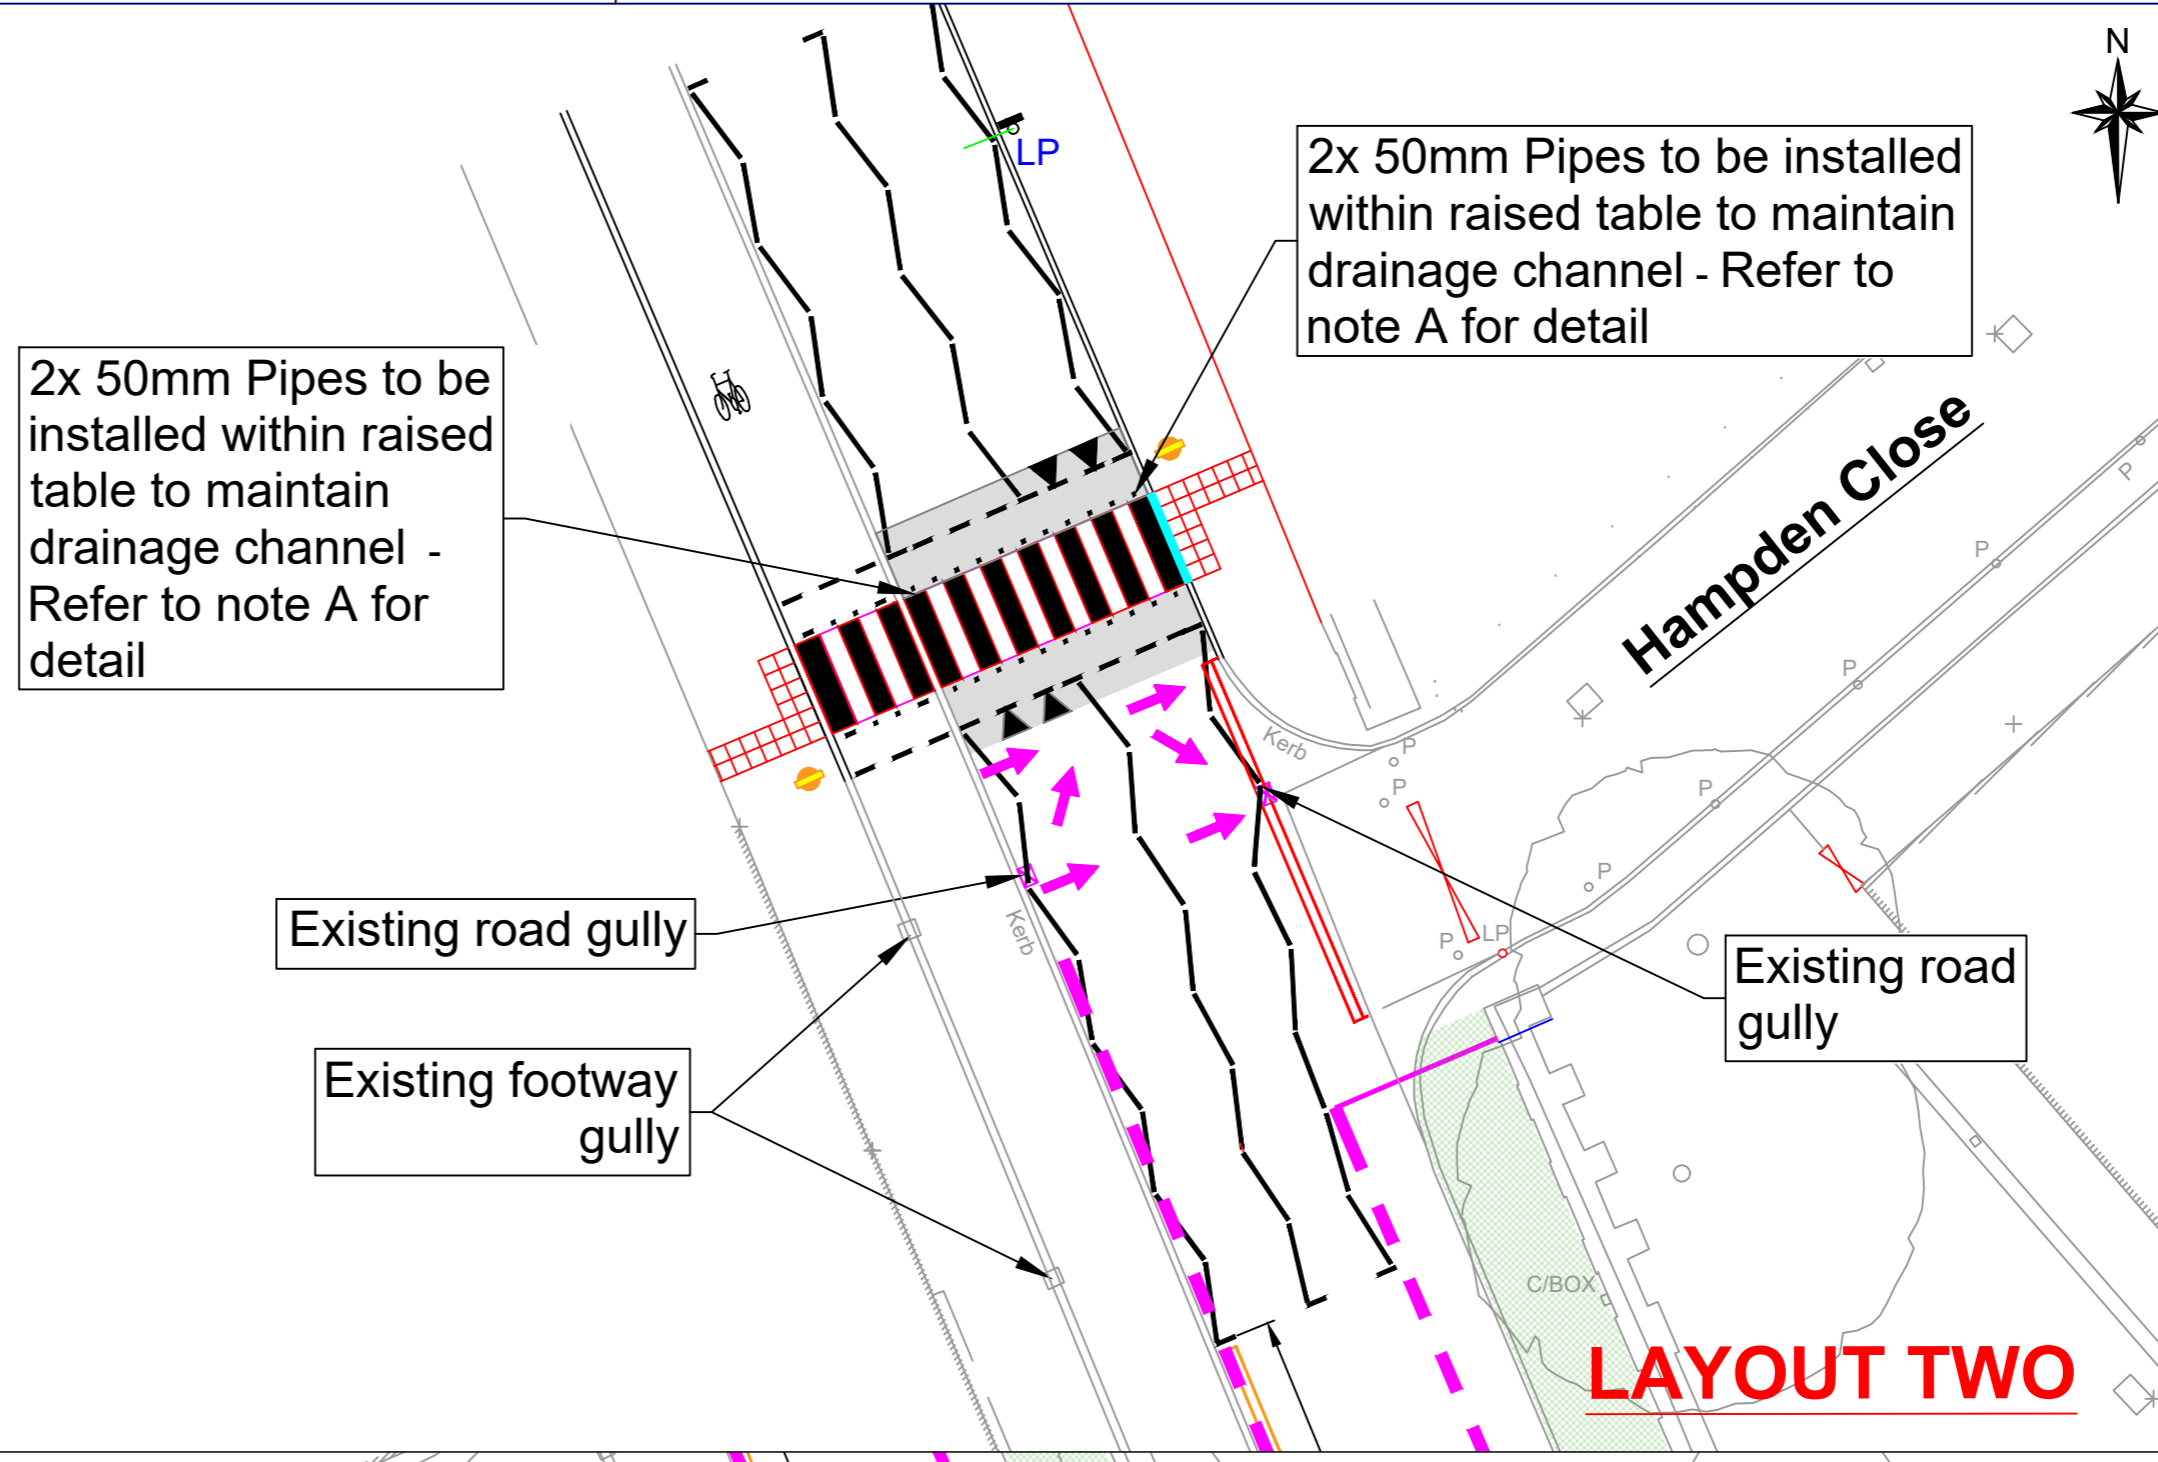 N
LP
2x 50mm Pipes to be installed
within raised table to maintain
drainage channel - Refer to
note A for detail
2x 50mm Pipes to be
installed within raised
table to maintain
drainage channel -
Refer to note A for
detail
Hampden Close
P
P
P
P
Kerb
P
P
P
P
LP
Existing road gully
Kerb
Existing road
gully
Existing footway
gully
C/BOX
LAYOUT TWO